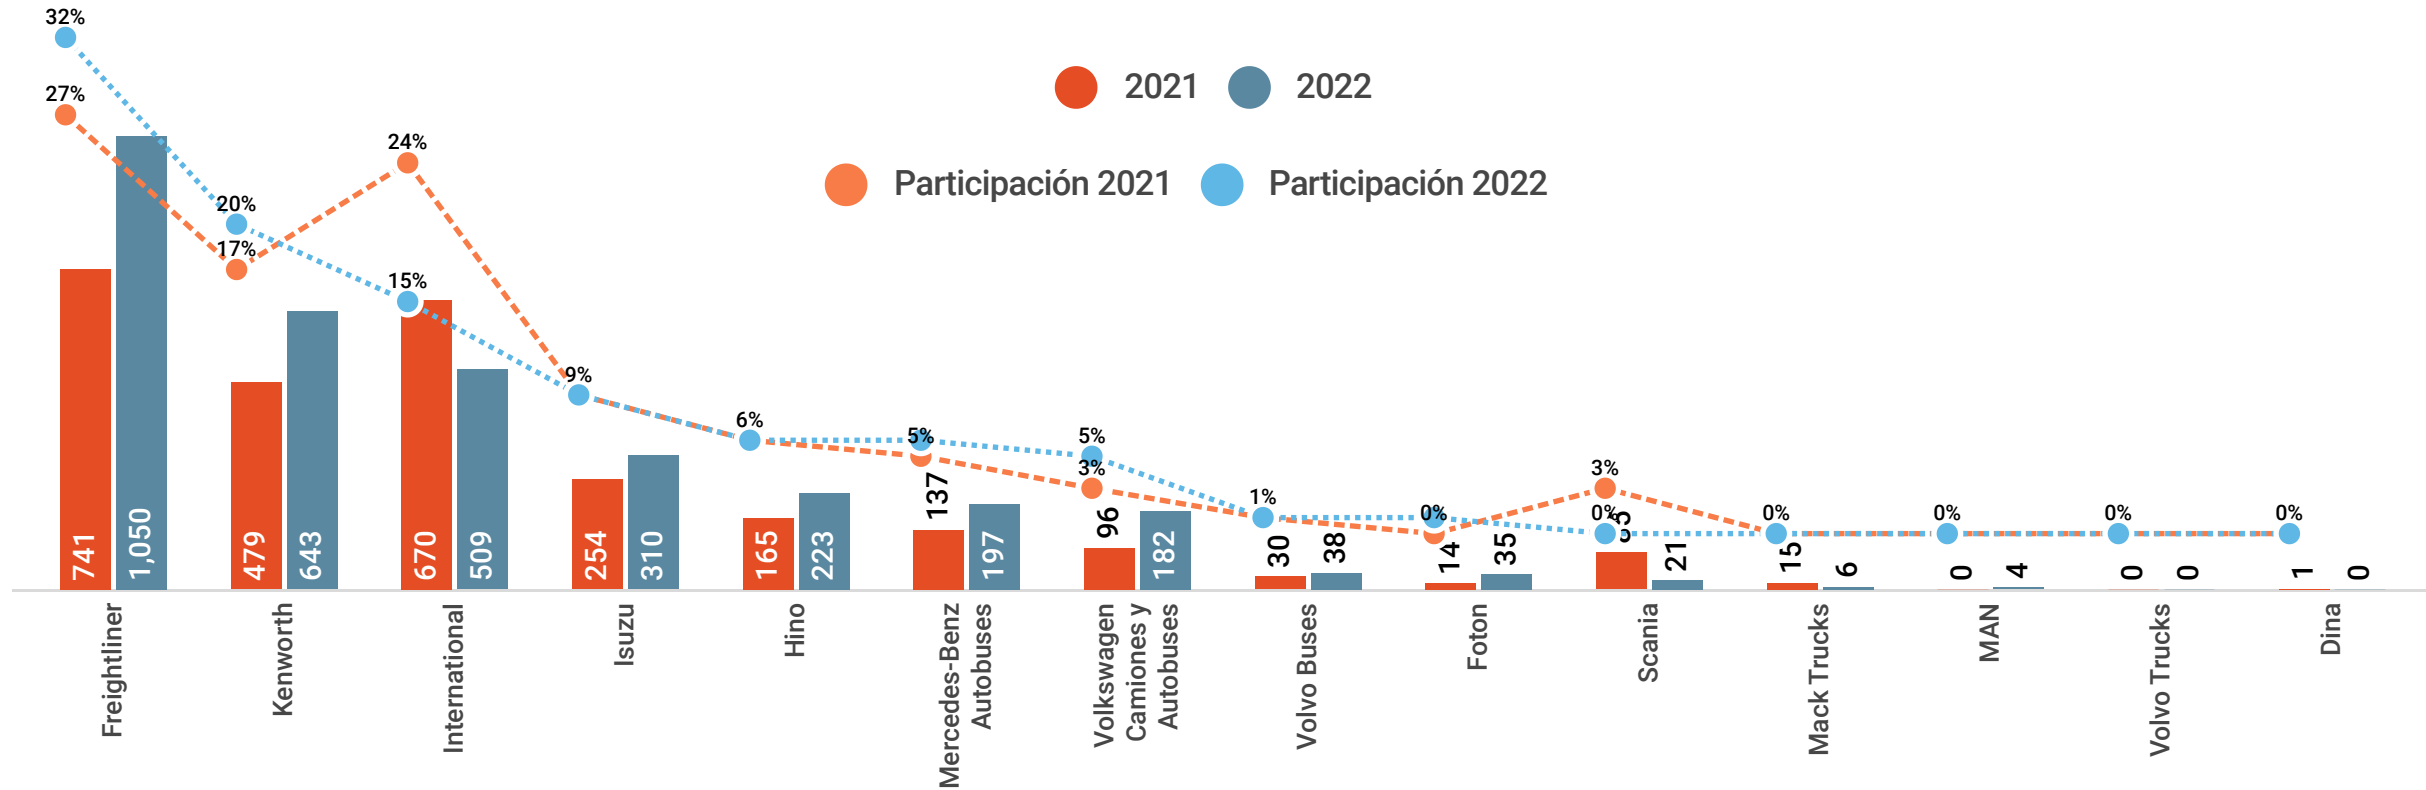 32%
27%
20%
17%
24%
15%
9%
6%
5%
5%
3%
1%
0%
3%
0%
0%
0%
0%
0%
2021 2022
Participación 2021 Participación 2022
741
1,050
479
643
670
509
254
310
165
223
137
197
96
182
30
38
14
35
21
15
6
0
4
0
0
1
0
Freightliner
Kenworth
International
Isuzu
Hino
Mercedes-Benz
Autobuses
Volkswagen
Camiones y
Autobuses
Volvo Buses
Foton
Scania
Mack Trucks
MAN
Volvo Trucks
Dina